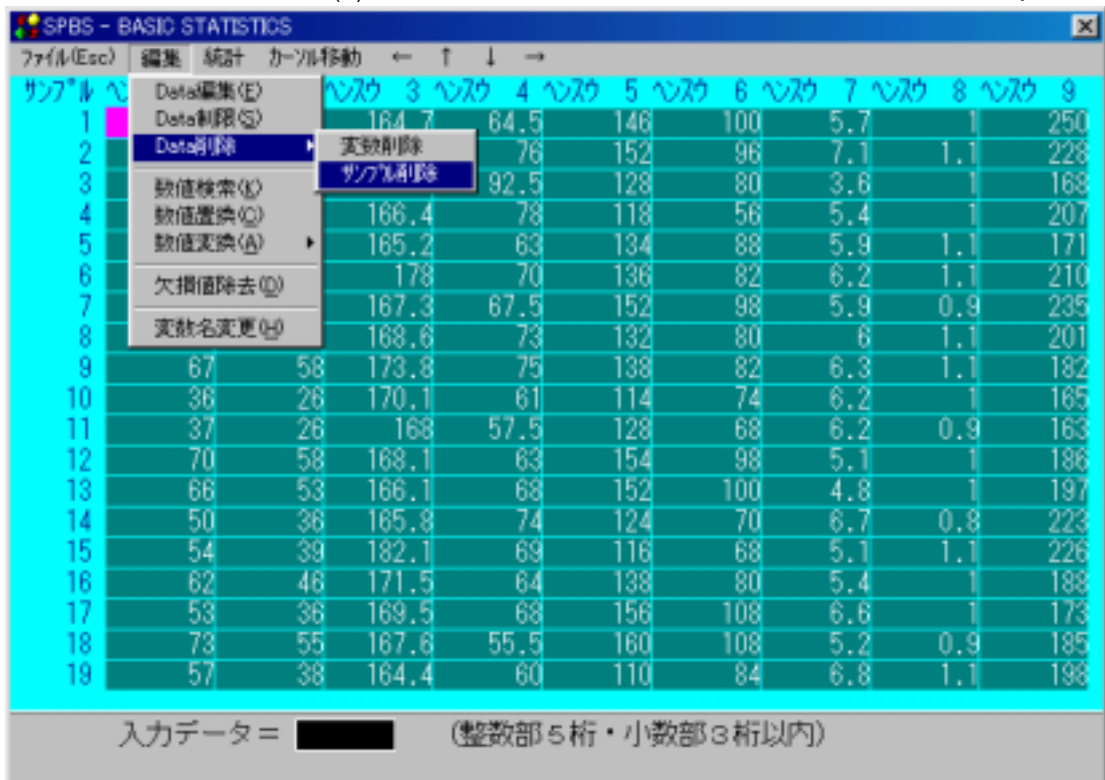 SPBS - BASIC STATISTICS
ファイル(Esc) 編集 統計 カーソル移動 ← ↑ ↓ →
サンプル ヘンスウ 3 ヘンスウ 4 ヘンスウ 5 ヘンスウ 6 ヘンスウ 7 ヘンスウ 8 ヘンスウ 9
Data編集(E)
Data制限(S)
Data削除
変数削除
サンプル削除
数値検索(K)
数値置換(C)
数値変換(A)
欠損値除去(D)
変数名変更(H)
1 164.7 64.5 146 100 5.7 1 250
2 76 152 96 7.1 1.1 228
3 92.5 128 80 3.6 1 168
4 166.4 78 118 56 5.4 1 207
5 165.2 63 134 88 5.9 1.1 171
6 178 70 136 82 6.2 1.1 210
7 167.3 67.5 152 98 5.9 0.9 235
8 168.6 73 132 80 6 1.1 201
9 67 58 173.8 75 138 82 6.3 1.1 182
10 36 26 170.1 61 114 74 6.2 1 165
11 37 26 168 57.5 128 68 6.2 0.9 163
12 70 58 168.1 63 154 98 5.1 1 186
13 66 53 166.1 68 152 100 4.8 1 197
14 50 36 165.8 74 124 70 6.7 0.8 223
15 54 39 182.1 69 116 68 5.1 1.1 226
16 62 46 171.5 64 138 80 5.4 1 188
17 53 36 169.5 68 156 108 6.6 1 173
18 73 55 167.6 55.5 160 108 5.2 0.9 185
19 57 38 164.4 60 110 84 6.8 1.1 198
入力データ＝ (整数部５桁・小数部３桁以内)